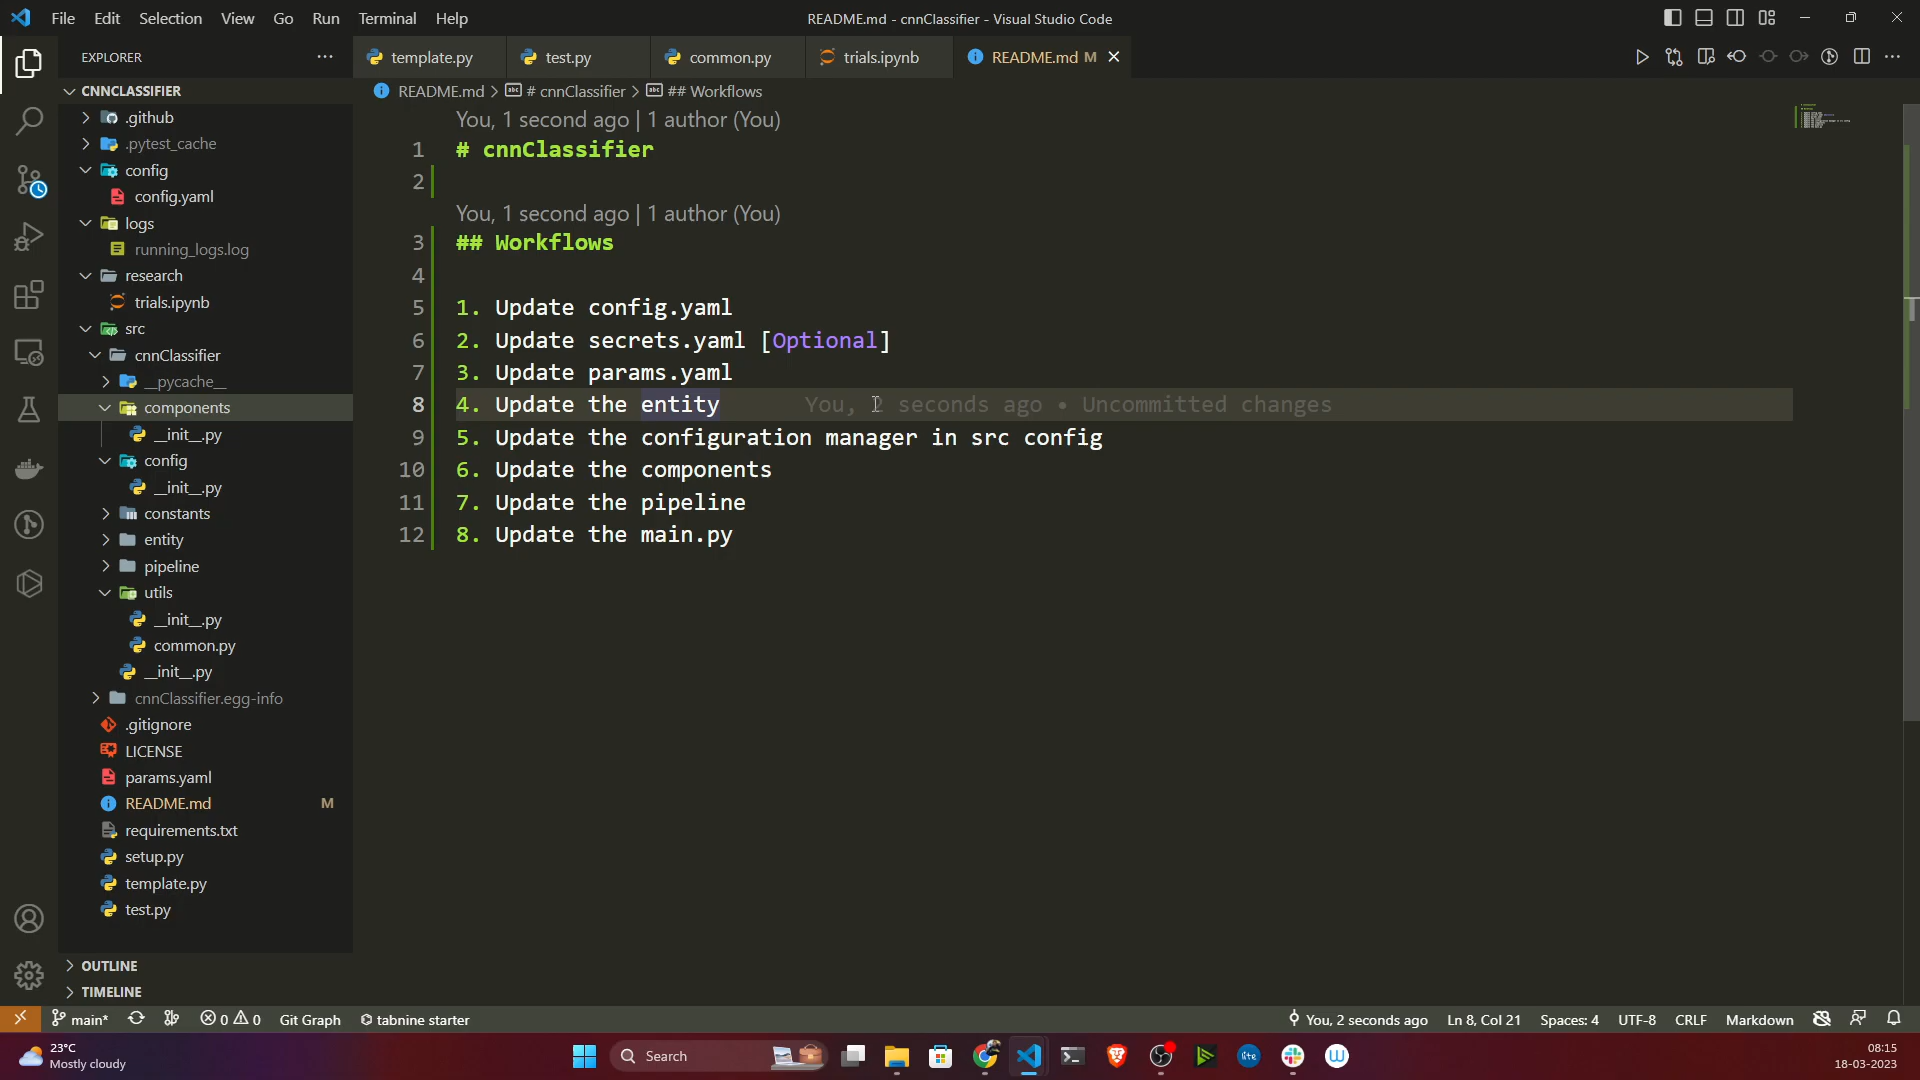 File Edit Selection View Go Run Terminal Help
README.md - cnnClassifier - Visual Studio Code
EXPLORER
template.py
test.py
common.py
trials.ipynb
README.md M
CNNCLASSIFIER
.github
.pytest_cache
config
config.yaml
logs
running_logs.log
research
trials.ipynb
src
cnnClassifier
__pycache__
components
__init__.py
config
__init__.py
constants
entity
pipeline
utils
__init__.py
common.py
__init__.py
cnnClassifier.egg-info
.gitignore
LICENSE
params.yaml
README.md M
requirements.txt
setup.py
template.py
test.py
OUTLINE
TIMELINE
README.md > # cnnClassifier > ## Workflows
You, 1 second ago | 1 author (You)
1 # cnnClassifier
2
You, 1 second ago | 1 author (You)
3 ## Workflows
4
5 1. Update config.yaml
6 2. Update secrets.yaml [Optional]
7 3. Update params.yaml
8 4. Update the entity You, 2 seconds ago • Uncommitted changes
9 5. Update the configuration manager in src config
10 6. Update the components
11 7. Update the pipeline
12 8. Update the main.py
main* 0 0 Git Graph tabnine starter
You, 2 seconds ago Ln 8, Col 21 Spaces: 4 UTF-8 CRLF Markdown
23°C
Mostly cloudy
Search
lite
08:15
18-03-2023